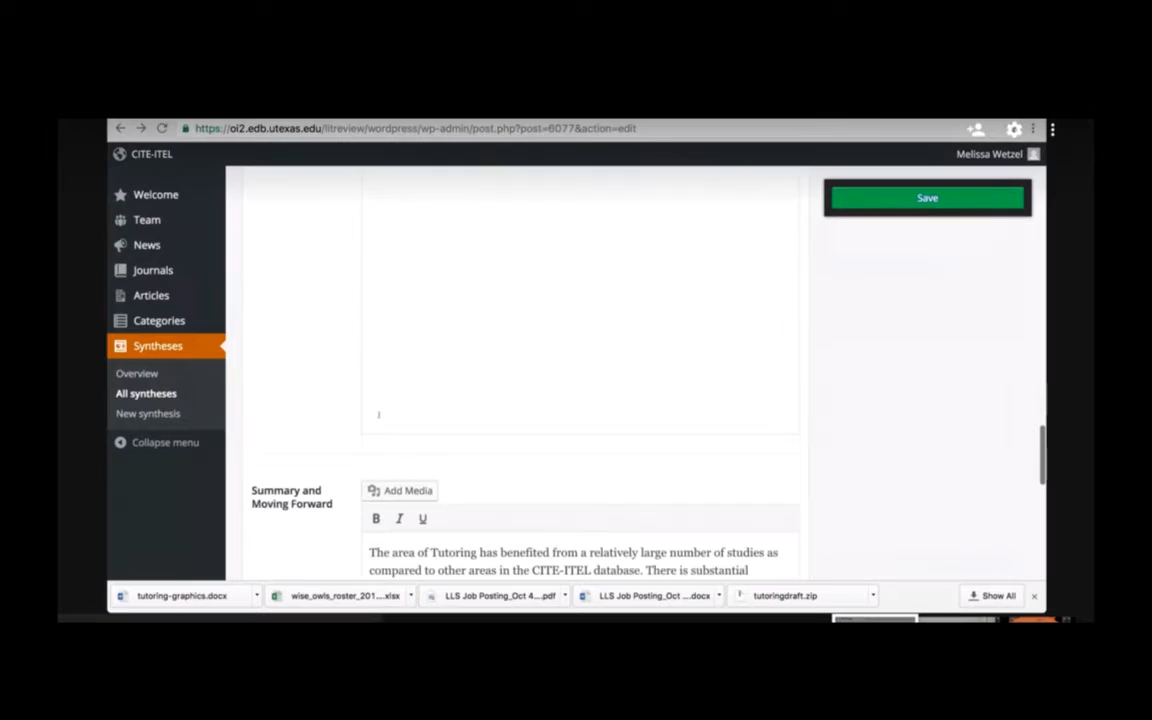 https://oi2.edb.utexas.edu/litreview/wordpress/wp-admin/post.php?post=6077&action=edit
CITE-ITEL
Melissa Wetzel
Welcome
Team
News
Journals
Articles
Categories
Syntheses
Overview
All syntheses
New synthesis
Collapse menu
Save
Summary and
Moving Forward
Add Media
B I U
The area of Tutoring has benefited from a relatively large number of studies as
compared to other areas in the CITE-ITEL database. There is substantial
tutoring-graphics.docx
wise_owls_roster_201....xlsx
LLS Job Posting_Oct 4....pdf
LLS Job Posting_Oct ....docx
tutoringdraft.zip
Show All